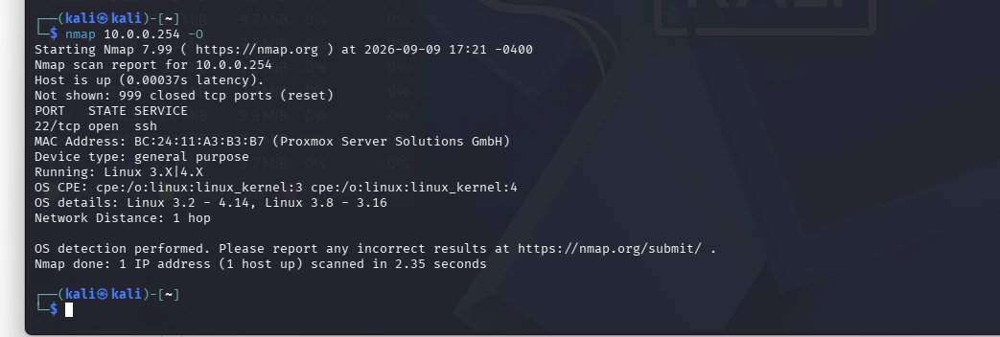 ┌──(kali㉿kali)-[~]
└─$ nmap 10.0.0.254 -O
Starting Nmap 7.99 ( https://nmap.org ) at 2026-09-09 17:21 -0400
Nmap scan report for 10.0.0.254
Host is up (0.00037s latency).
Not shown: 999 closed tcp ports (reset)
PORT   STATE SERVICE
22/tcp open  ssh
MAC Address: BC:24:11:A3:B3:B7 (Proxmox Server Solutions GmbH)
Device type: general purpose
Running: Linux 3.X|4.X
OS CPE: cpe:/o:linux:linux_kernel:3 cpe:/o:linux:linux_kernel:4
OS details: Linux 3.2 - 4.14, Linux 3.8 - 3.16
Network Distance: 1 hop

OS detection performed. Please report any incorrect results at https://nmap.org/submit/ .
Nmap done: 1 IP address (1 host up) scanned in 2.35 seconds

┌──(kali㉿kali)-[~]
└─$